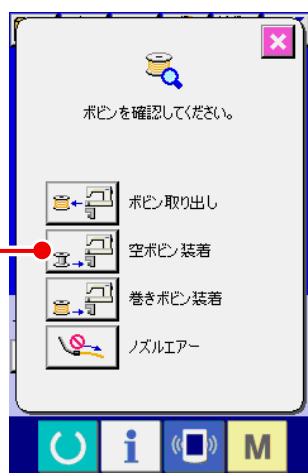 ボビンを確認してください。
ボビン取り出し
空ボビン装着
巻きボビン装着
ノズルエアー
i
M